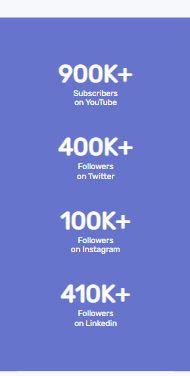 900K+
Subscribers
on YouTube
400K+
Followers
on Twitter
100K+
Followers
on Instagram
410K+
Followers
on Linkedin